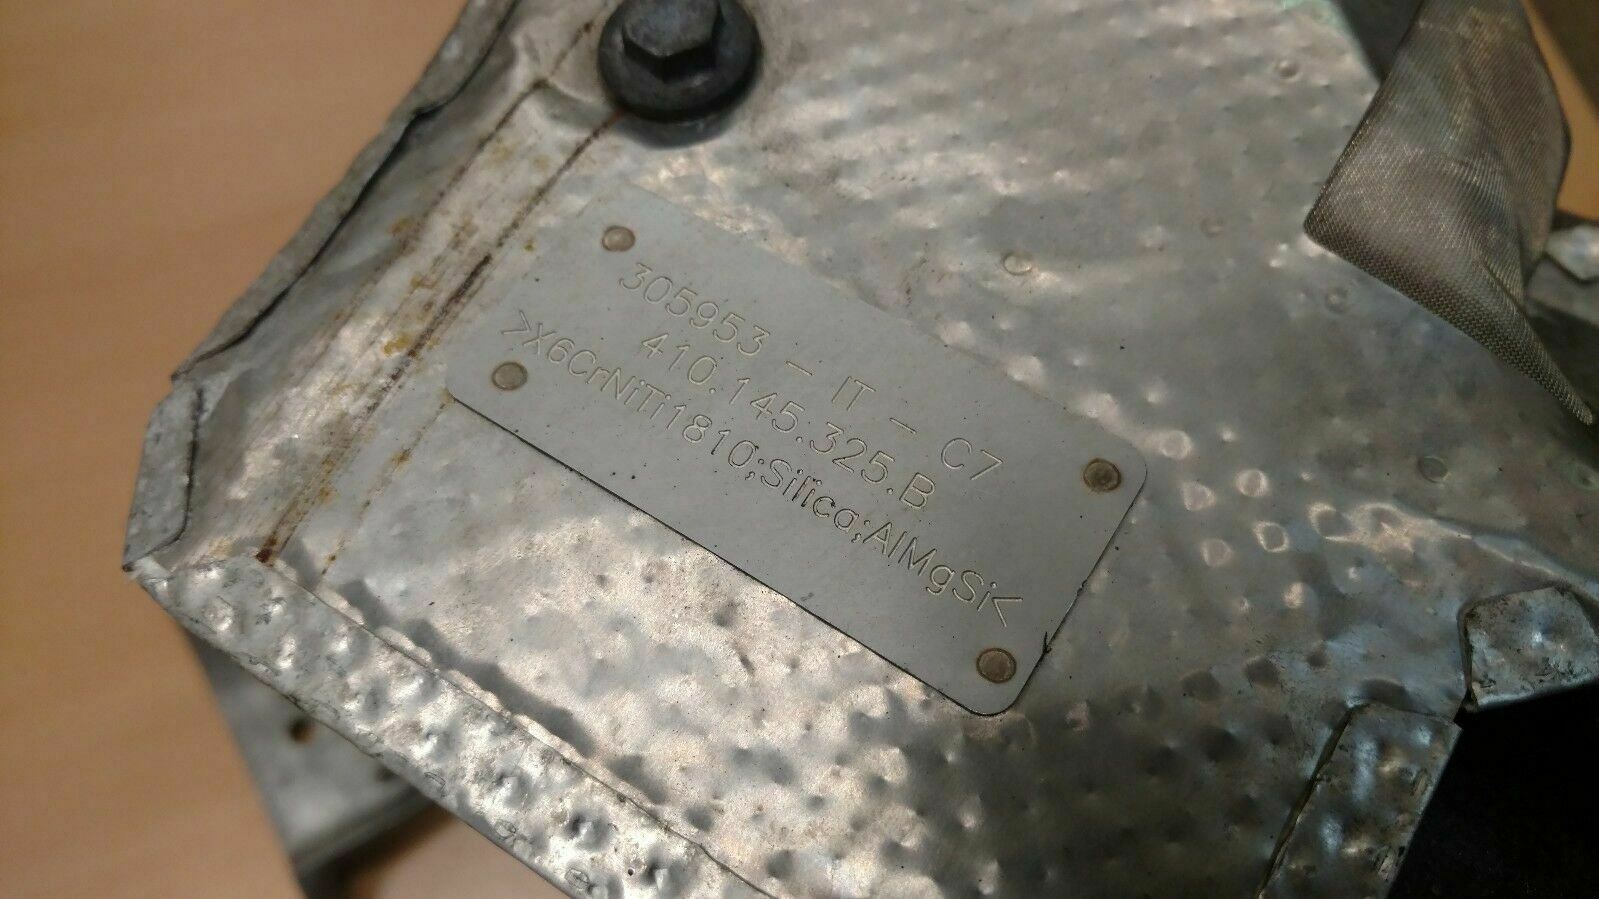 305953 - IT - C7
410.145.325.B
>X6CrNiTi1810;Silica;AlMgSi<